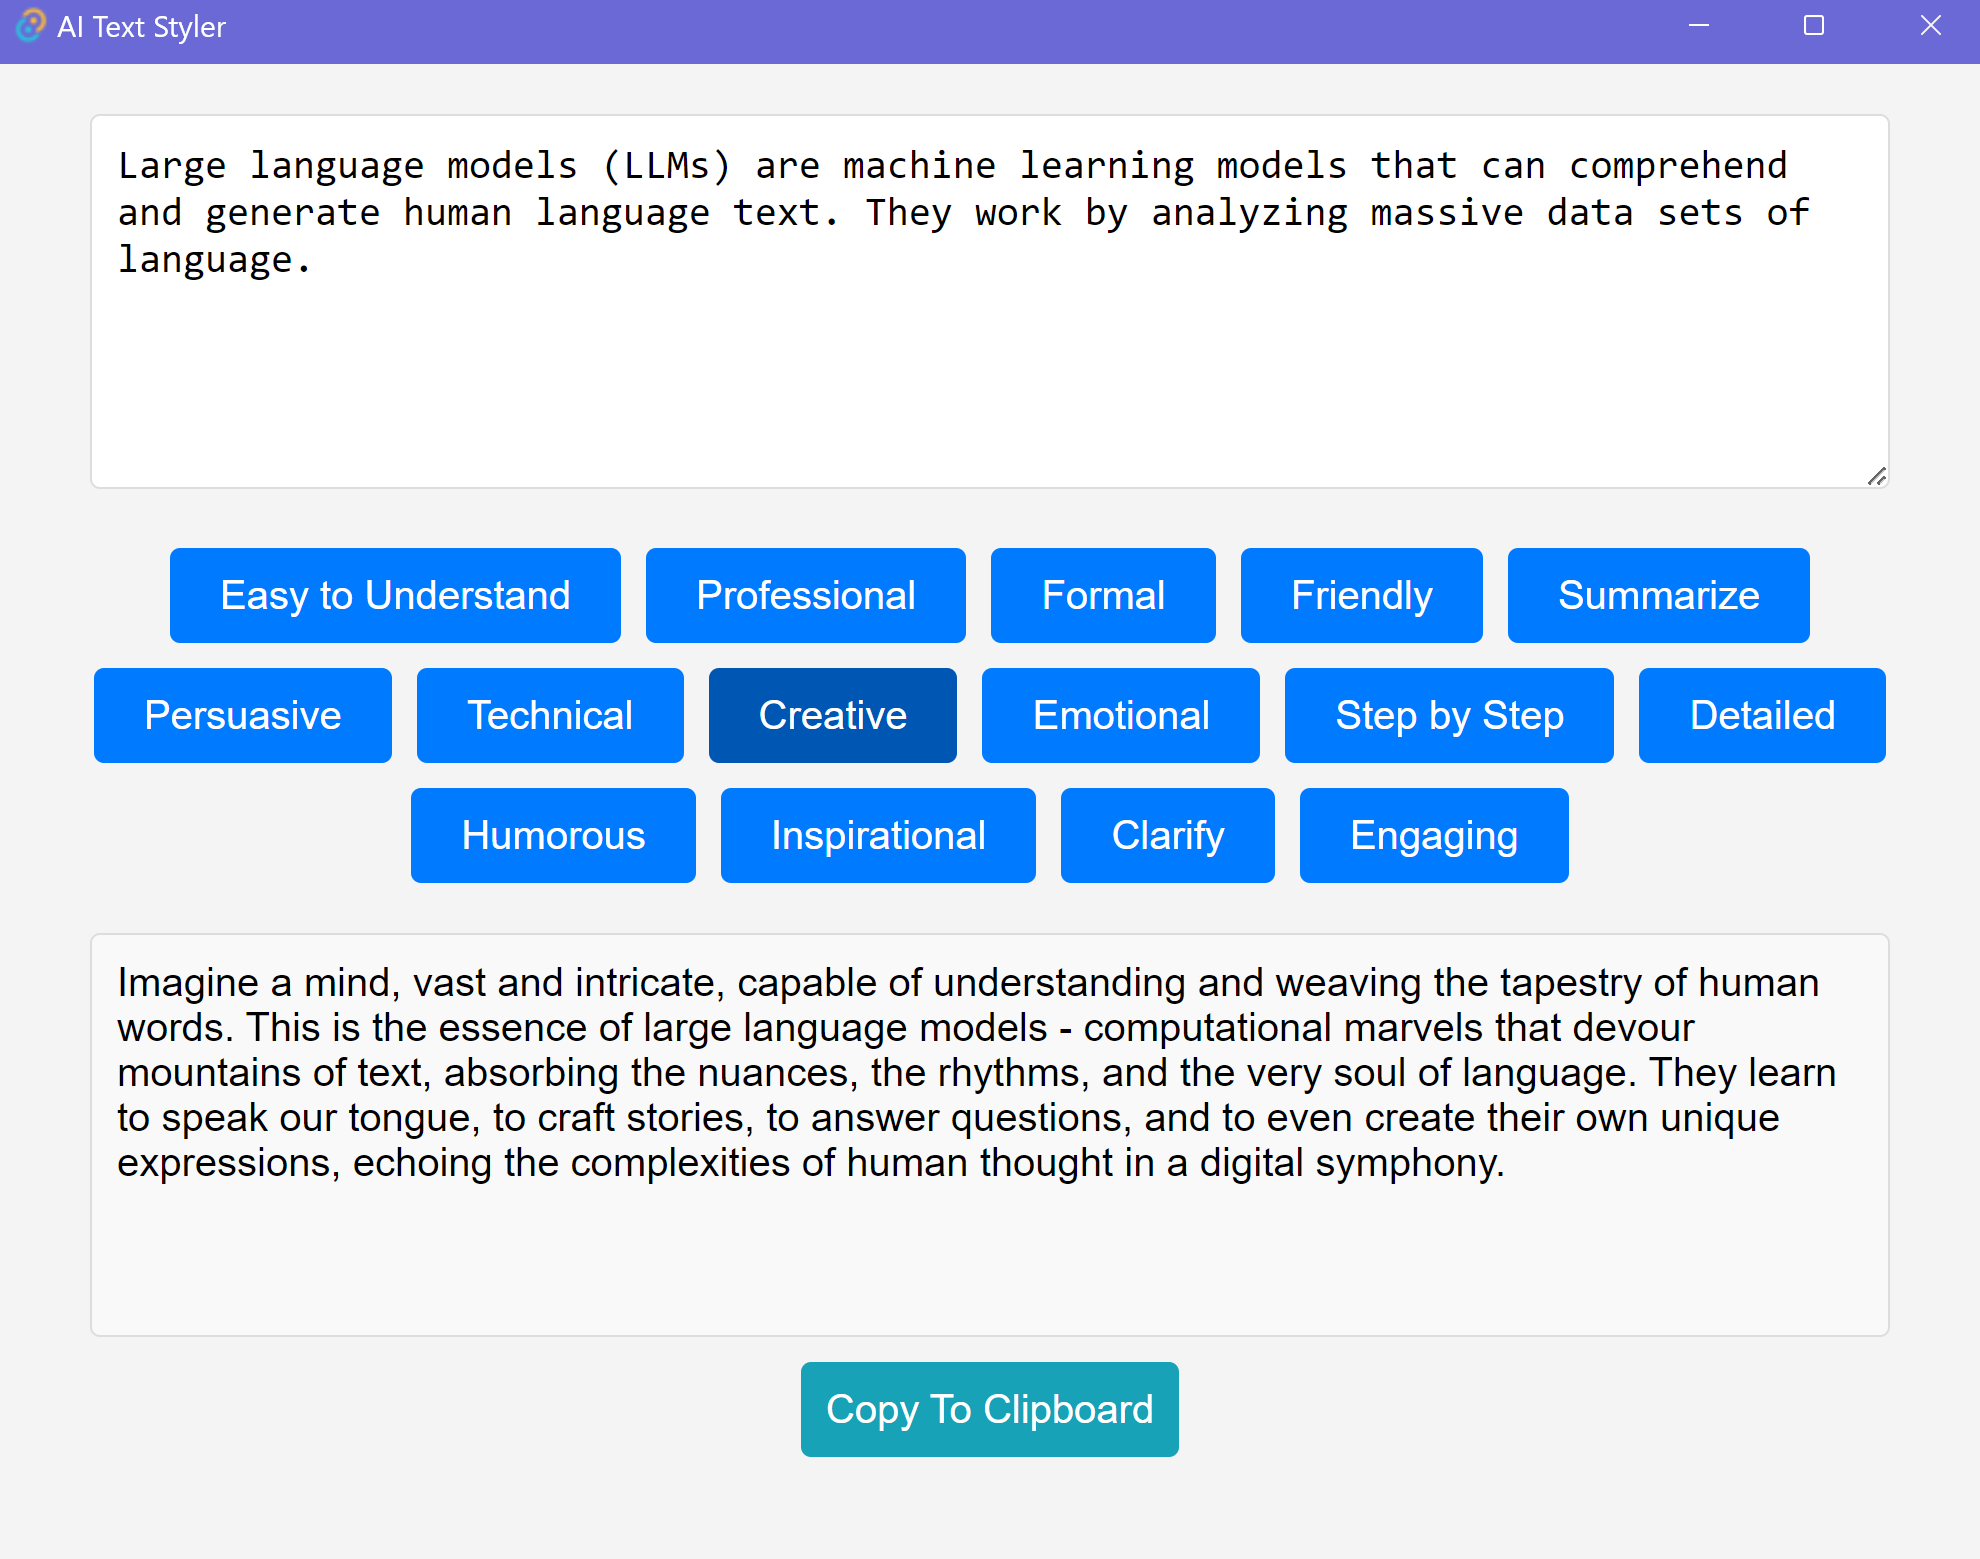 AI Text Styler
Large language models (LLMs) are machine learning models that can comprehend
and generate human language text. They work by analyzing massive data sets of
language.
Easy to Understand Professional Formal Friendly Summarize
Persuasive Technical Creative Emotional Step by Step Detailed
Humorous Inspirational Clarify Engaging
Imagine a mind, vast and intricate, capable of understanding and weaving the tapestry of human
words. This is the essence of large language models - computational marvels that devour
mountains of text, absorbing the nuances, the rhythms, and the very soul of language. They learn
to speak our tongue, to craft stories, to answer questions, and to even create their own unique
expressions, echoing the complexities of human thought in a digital symphony.
Copy To Clipboard